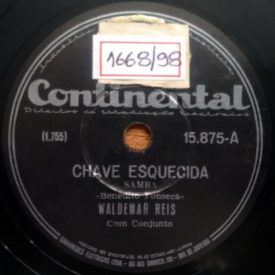 1668/98
Continental
(1.755)
15.875-A
CHAVE ESQUECIDA
SAMBA
-Benedito Fonseca-
WALDEMAR REIS
Com Conjunto